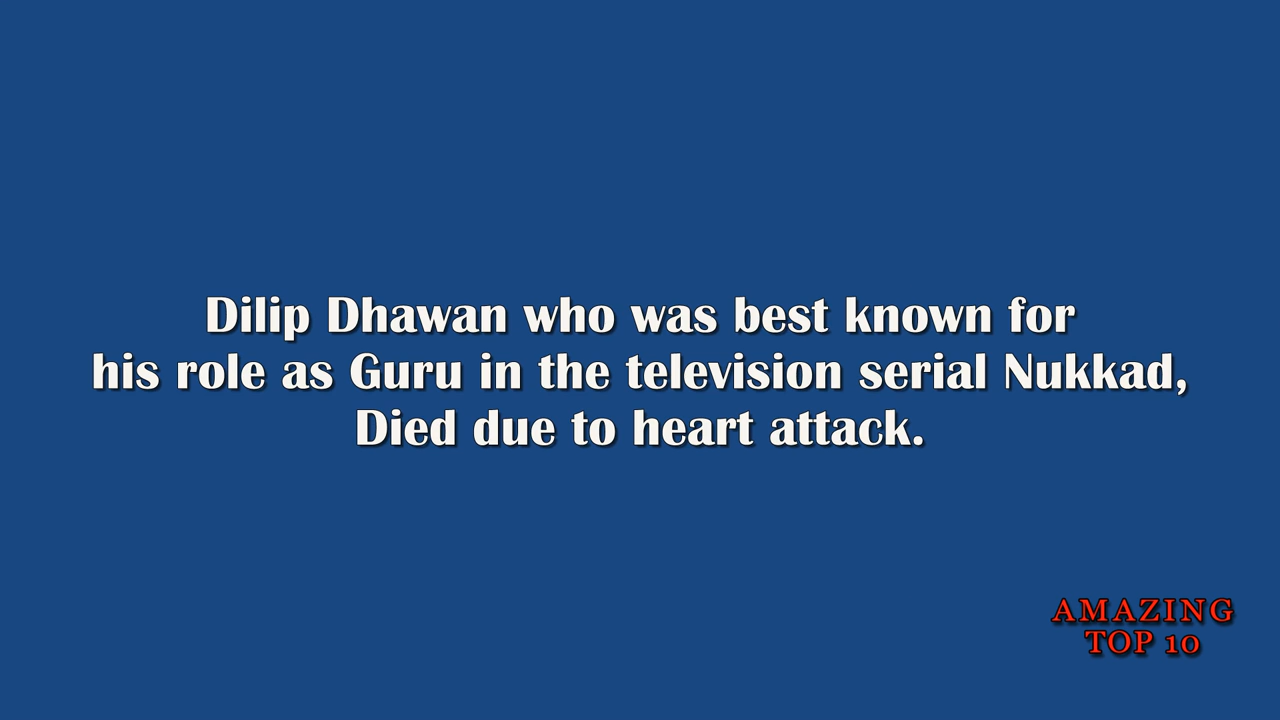 Dilip Dhawan who was best known for
his role as Guru in the television serial Nukkad,
Died due to heart attack.
AMAZING
TOP 10